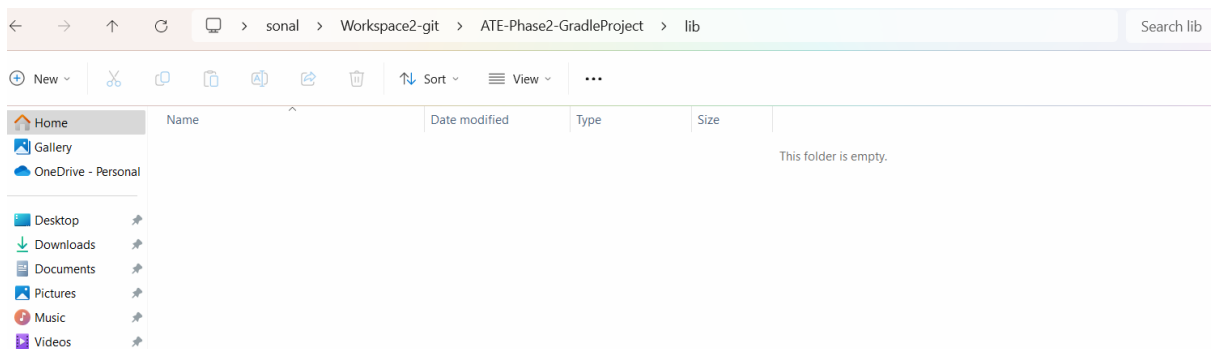 sonal > Workspace2-git > ATE-Phase2-GradleProject > lib
Search lib
New
Sort
View
Home
Gallery
OneDrive - Personal
Desktop
Downloads
Documents
Pictures
Music
Videos
Name Date modified Type Size
This folder is empty.